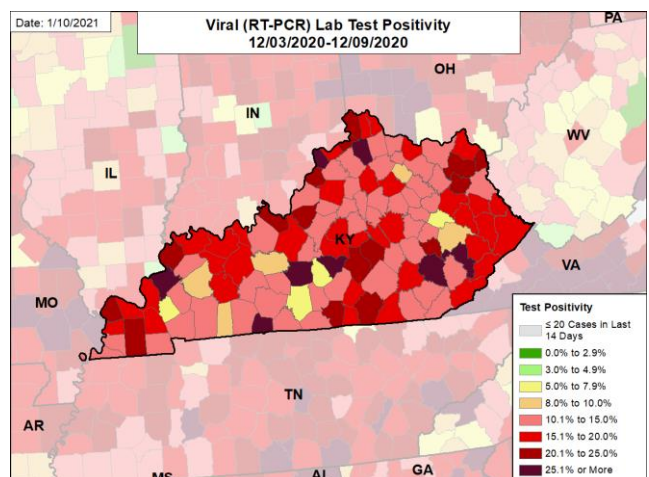 Date: 1/10/2021
Viral (RT-PCR) Lab Test Positivity
12/03/2020-12/09/2020
PA
OH
IN
WV
IL
KY
VA
MO
TN
AR
MS
AL
GA
Test Positivity
≤ 20 Cases in Last
14 Days
0.0% to 2.9%
3.0% to 4.9%
5.0% to 7.9%
8.0% to 10.0%
10.1% to 15.0%
15.1% to 20.0%
20.1% to 25.0%
25.1% or More